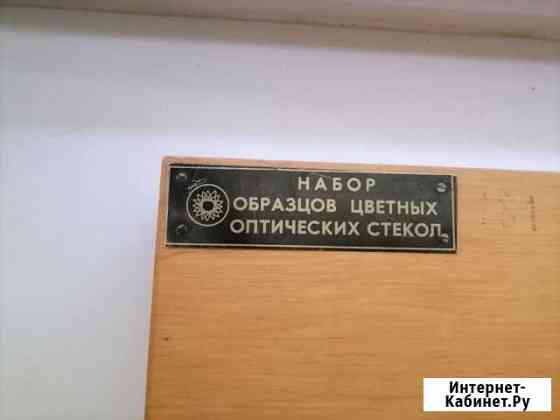 НАБОР
ОБРАЗЦОВ ЦВЕТНЫХ
ОПТИЧЕСКИХ СТЕКОЛ
Интернет-
Кабинет.Ру